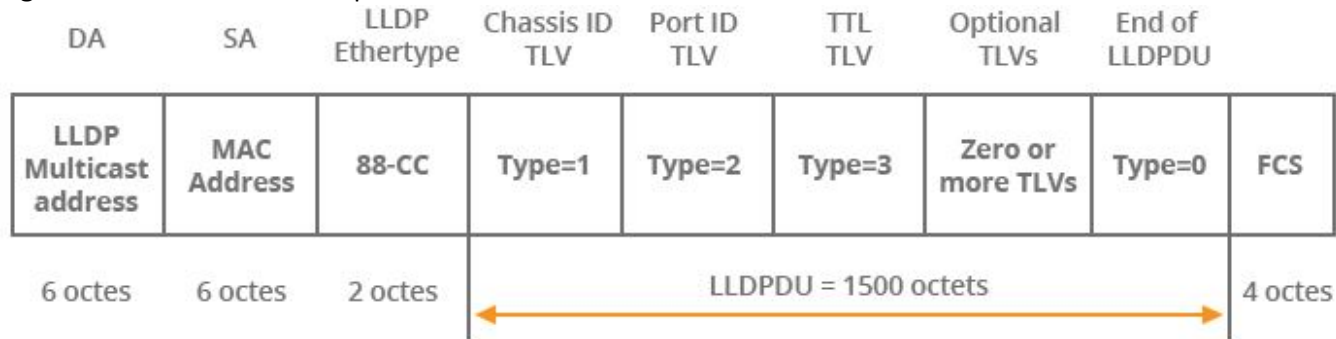 DA
SA
LLDP
Ethertype
Chassis ID
TLV
Port ID
TLV
TTL
TLV
Optional
TLVs
End of
LLDPDU
LLDP
Multicast
address
MAC
Address
88-CC
Type=1
Type=2
Type=3
Zero or
more TLVs
Type=0
FCS
6 octes
6 octes
2 octes
LLDPDU = 1500 octets
4 octes